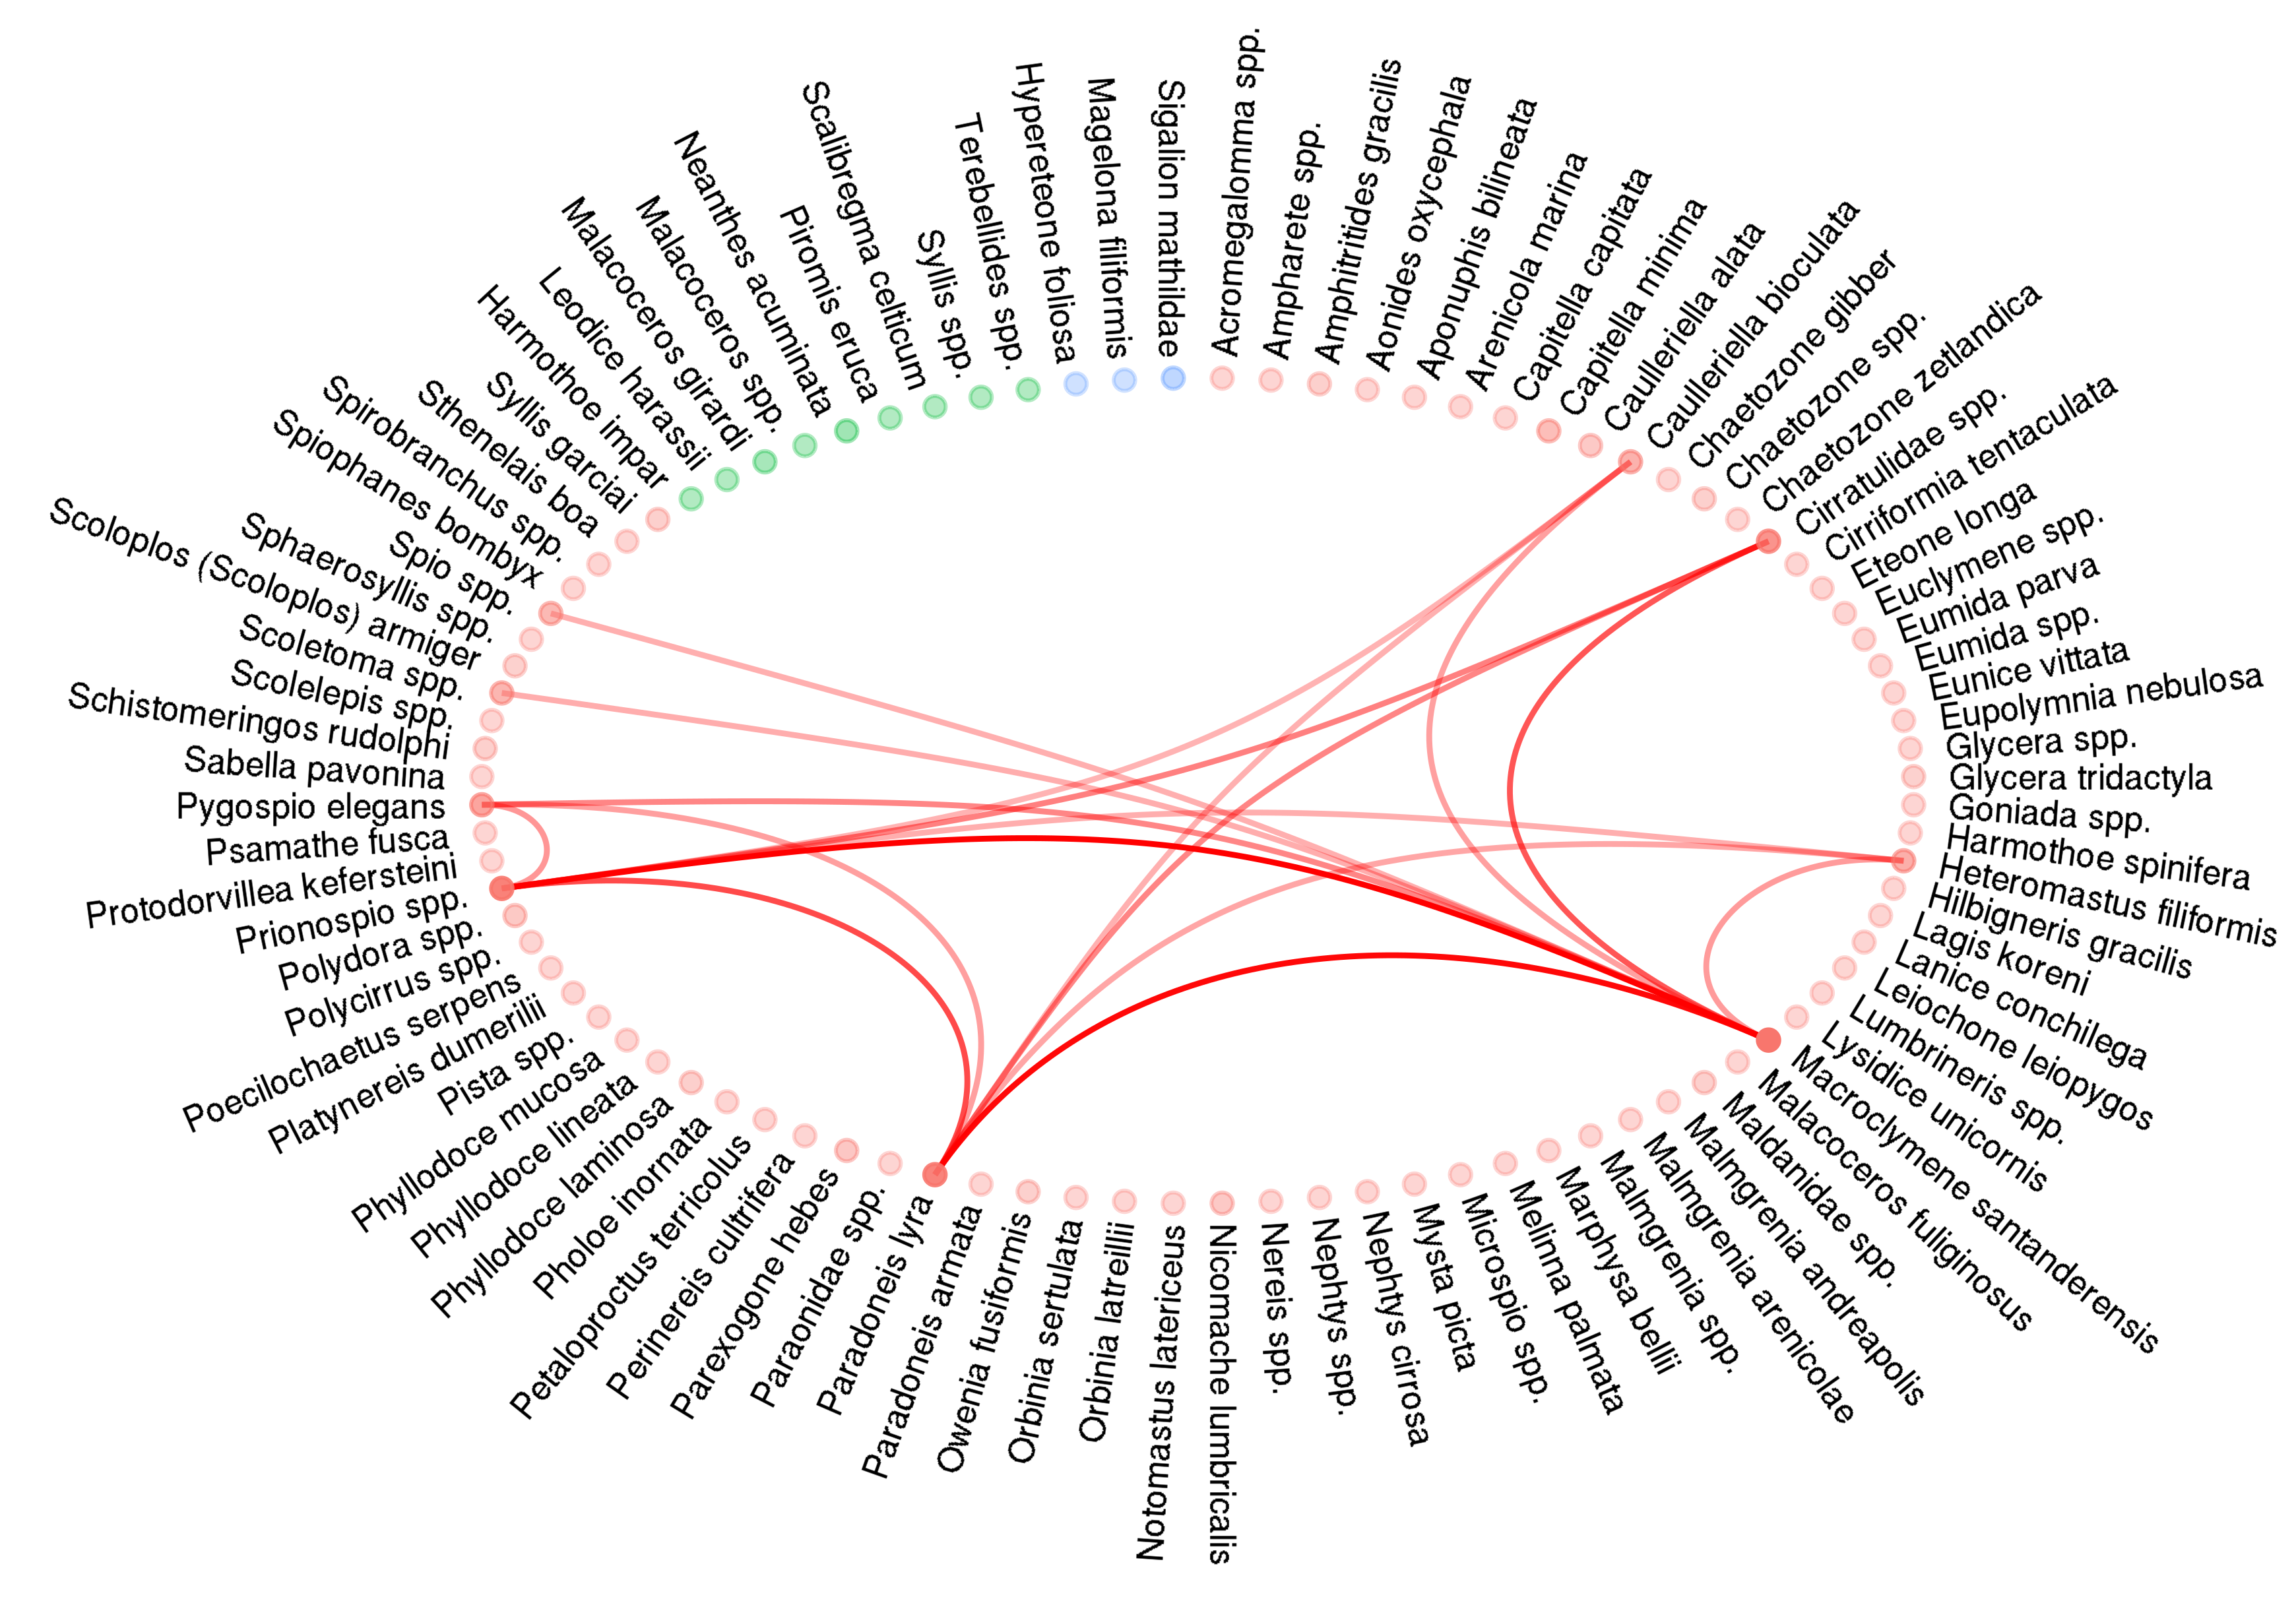 Acromegalomma spp.
Ampharete spp.
Amphitritides gracilis
Aonides oxycephala
Aponuphis bilineata
Arenicola marina
Capitella capitata
Capitella minima
Caulleriella alata
Caulleriella bioculata
Chaetozone gibber
Chaetozone spp.
Chaetozone zetlandica
Cirratulidae spp.
Cirriformia tentaculata
Eteone longa
Euclymene spp.
Eumida parva
Eumida spp.
Eunice vittata
Eupolymnia nebulosa
Glycera spp.
Glycera tridactyla
Goniada spp.
Harmothoe spinifera
Heteromastus filiformis
Hilbigneris gracilis
Lagis koreni
Lanice conchilega
Leiochone leiopygos
Lumbrineris spp.
Lysidice unicornis
Macroclymene santanderensis
Malacoceros fuliginosus
Maldanidae spp.
Malmgrenia andreapolis
Malmgrenia arenicolae
Malmgrenia spp.
Marphysa bellii
Melinna palmata
Microspio spp.
Mysta picta
Nephtys cirrosa
Nephtys spp.
Nereis spp.
Nicomache lumbricalis
Notomastus latericeus
Orbinia latreillii
Orbinia sertulata
Owenia fusiformis
Paradoneis armata
Paradoneis lyra
Paraonidae spp.
Parexogone hebes
Perinereis cultrifera
Petaloproctus terricolus
Pholoe inornata
Phyllodoce laminosa
Phyllodoce lineata
Phyllodoce mucosa
Pista spp.
Platynereis dumerilii
Poecilochaetus serpens
Polycirrus spp.
Polydora spp.
Prionospio spp.
Protodorvillea kefersteini
Psamathe fusca
Pygospio elegans
Sabella pavonina
Schistomeringos rudolphi
Scolelepis spp.
Scoletoma spp.
Scoloplos (Scoloplos) armiger
Sphaerosyllis spp.
Spio spp.
Spiophanes bombyx
Spirobranchus spp.
Sthenelais boa
Syllis garciai
Harmothoe impar
Leodice harassii
Malacoceros girardi
Malacoceros spp.
Neanthes acuminata
Piromis eruca
Scalibregma celticum
Syllis spp.
Terebellides spp.
Hypereteone foliosa
Magelona filiformis
Sigalion mathildae